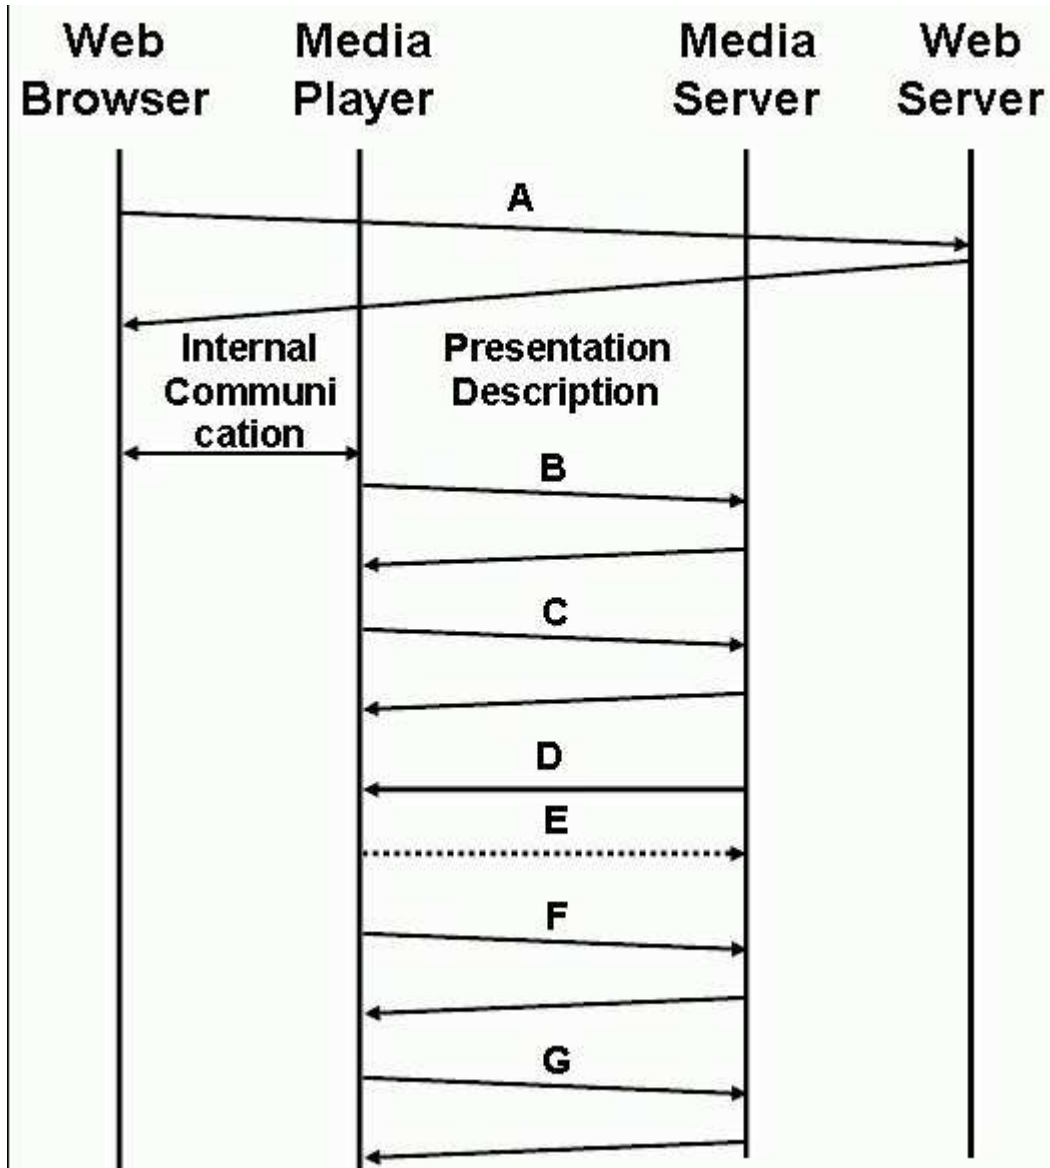 Web Browser
Media Player
Media Server
Web Server
A
Internal
Communi
cation
Presentation
Description
B
C
D
E
F
G